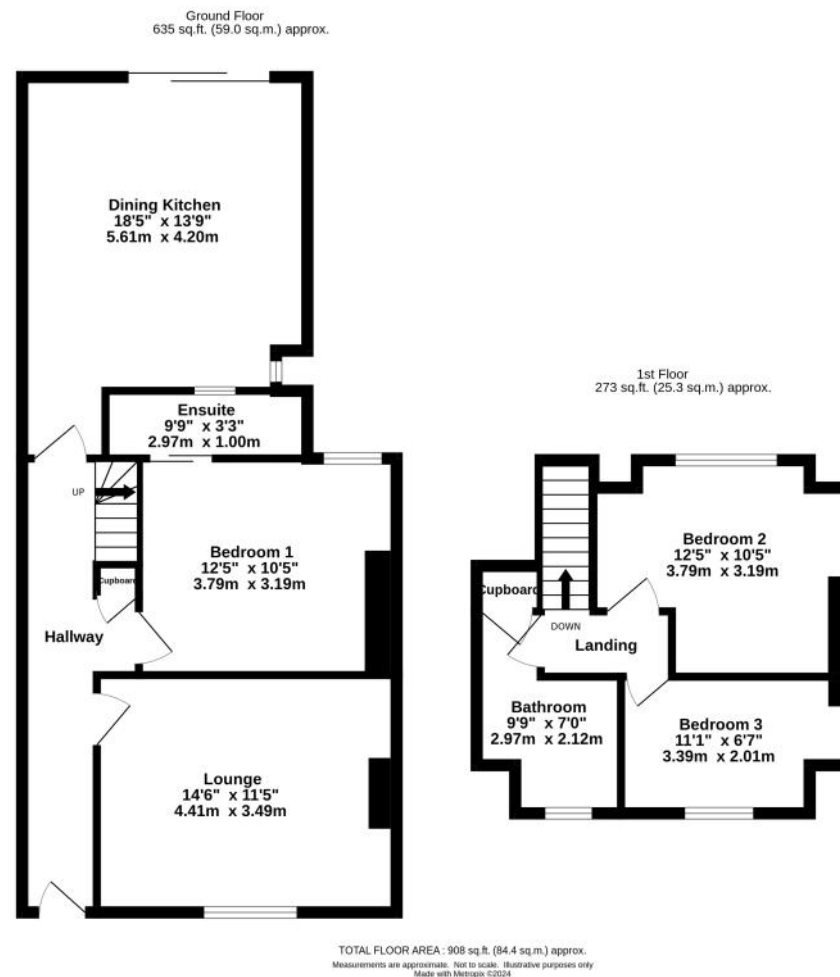 Ground Floor
635 sq.ft. (59.0 sq.m.) approx.
Dining Kitchen
18'5" x 13'9"
5.61m x 4.20m
Ensuite
9'9" x 3'3"
2.97m x 1.00m
UP
Bedroom 1
12'5" x 10'5"
3.79m x 3.19m
Cupboard
Hallway
Lounge
14'6" x 11'5"
4.41m x 3.49m
1st Floor
273 sq.ft. (25.3 sq.m.) approx.
Bedroom 2
12'5" x 10'5"
3.79m x 3.19m
Cupboard
DOWN
Landing
Bathroom
9'9" x 7'0"
2.97m x 2.12m
Bedroom 3
11'1" x 6'7"
3.39m x 2.01m
TOTAL FLOOR AREA : 908 sq.ft. (84.4 sq.m.) approx.
Measurements are approximate. Not to scale. Illustrative purposes only
Made with Metropix ©2024